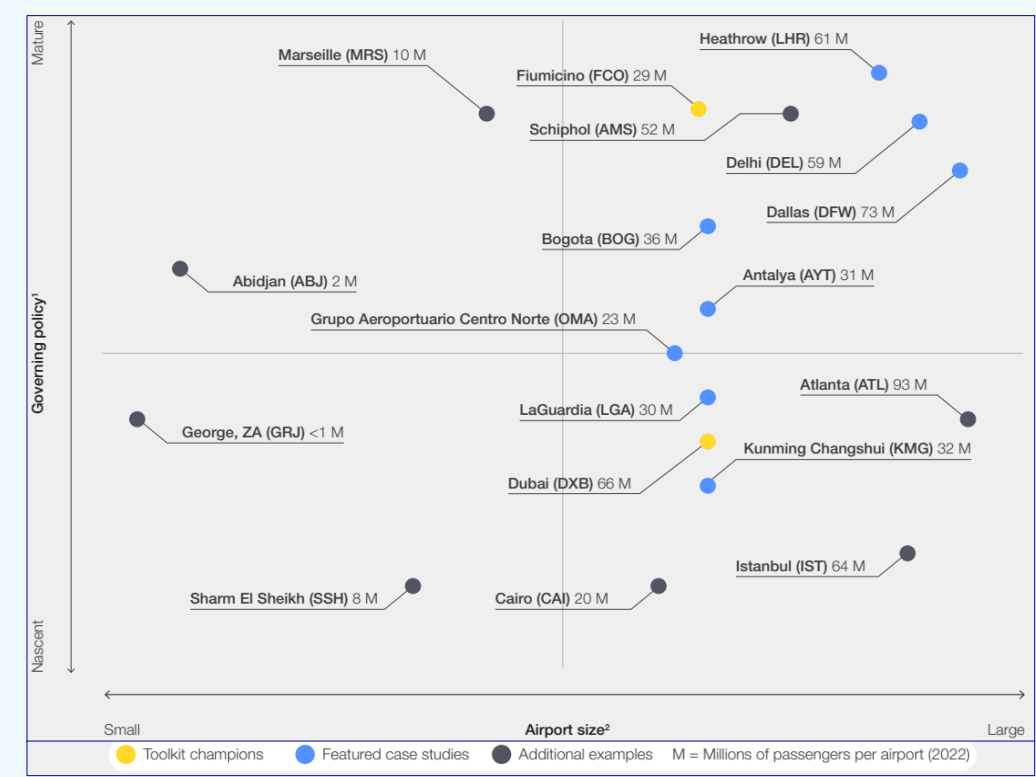 Mature
Heathrow (LHR) 61 M
Marseille (MRS) 10 M
Fiumicino (FCO) 29 M
Schiphol (AMS) 52 M
Delhi (DEL) 59 M
Dallas (DFW) 73 M
Bogota (BOG) 36 M
Abidjan (ABJ) 2 M
Antalya (AYT) 31 M
Grupo Aeroportuario Centro Norte (OMA) 23 M
Governing policy¹
Atlanta (ATL) 93 M
LaGuardia (LGA) 30 M
George, ZA (GRJ) <1 M
Kunming Changshui (KMG) 32 M
Dubai (DXB) 66 M
Istanbul (IST) 64 M
Sharm El Sheikh (SSH) 8 M
Cairo (CAI) 20 M
Nascent
Small
Airport size²
Large
Toolkit champions
Featured case studies
Additional examples
M = Millions of passengers per airport (2022)